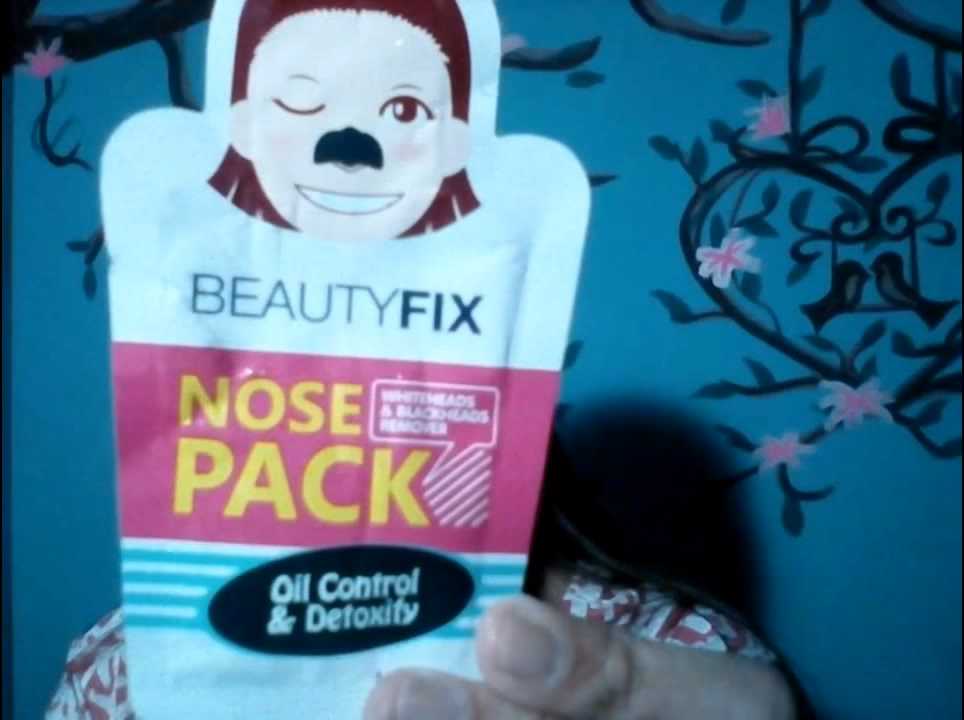 BEAUTYFIX
NOSE
PACK
WHITEHEADS
& BLACKHEADS
REMOVER
Oil Control
& Detoxify